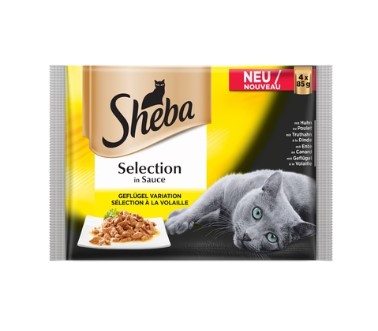 NEU /
NOUVEAU
4x
85g
Sheba
Selection
in Sauce
GEFLÜGEL VARIATION
SÉLECTION À LA VOLAILLE
mit Huhn
au Poulet
mit Truthahn
à la Dinde
mit Ente
au Canard
mit Geflügel
à la Volaille